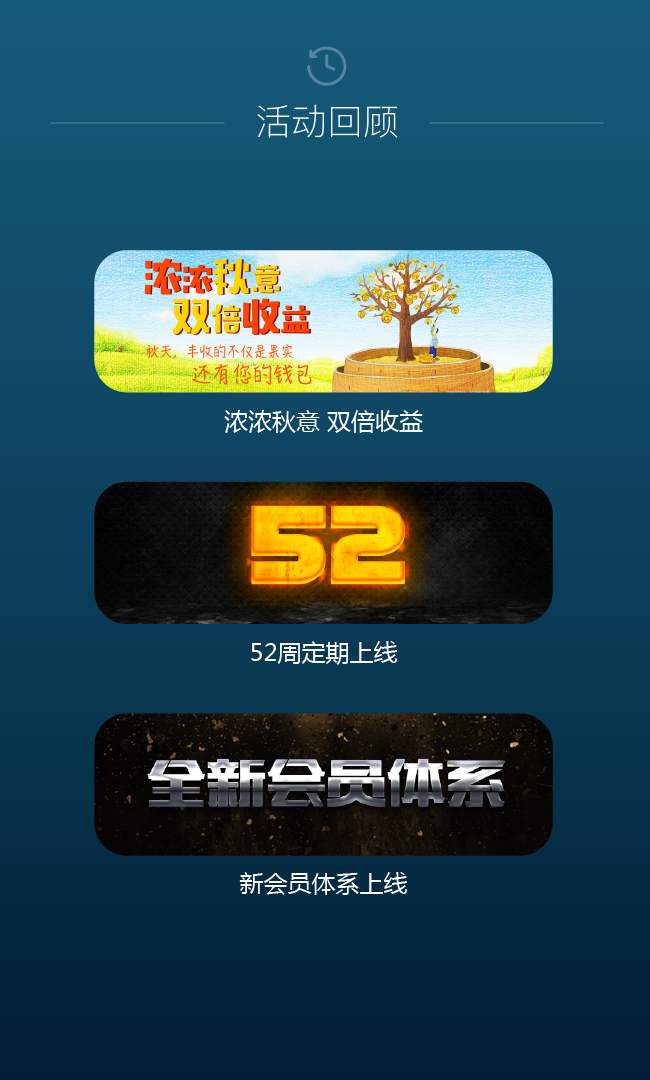 活动回顾
浓浓秋意
双倍收益
秋天，丰收的不仅是果实
还有您的钱包
浓浓秋意 双倍收益
52
52周定期上线
全新会员体系
新会员体系上线